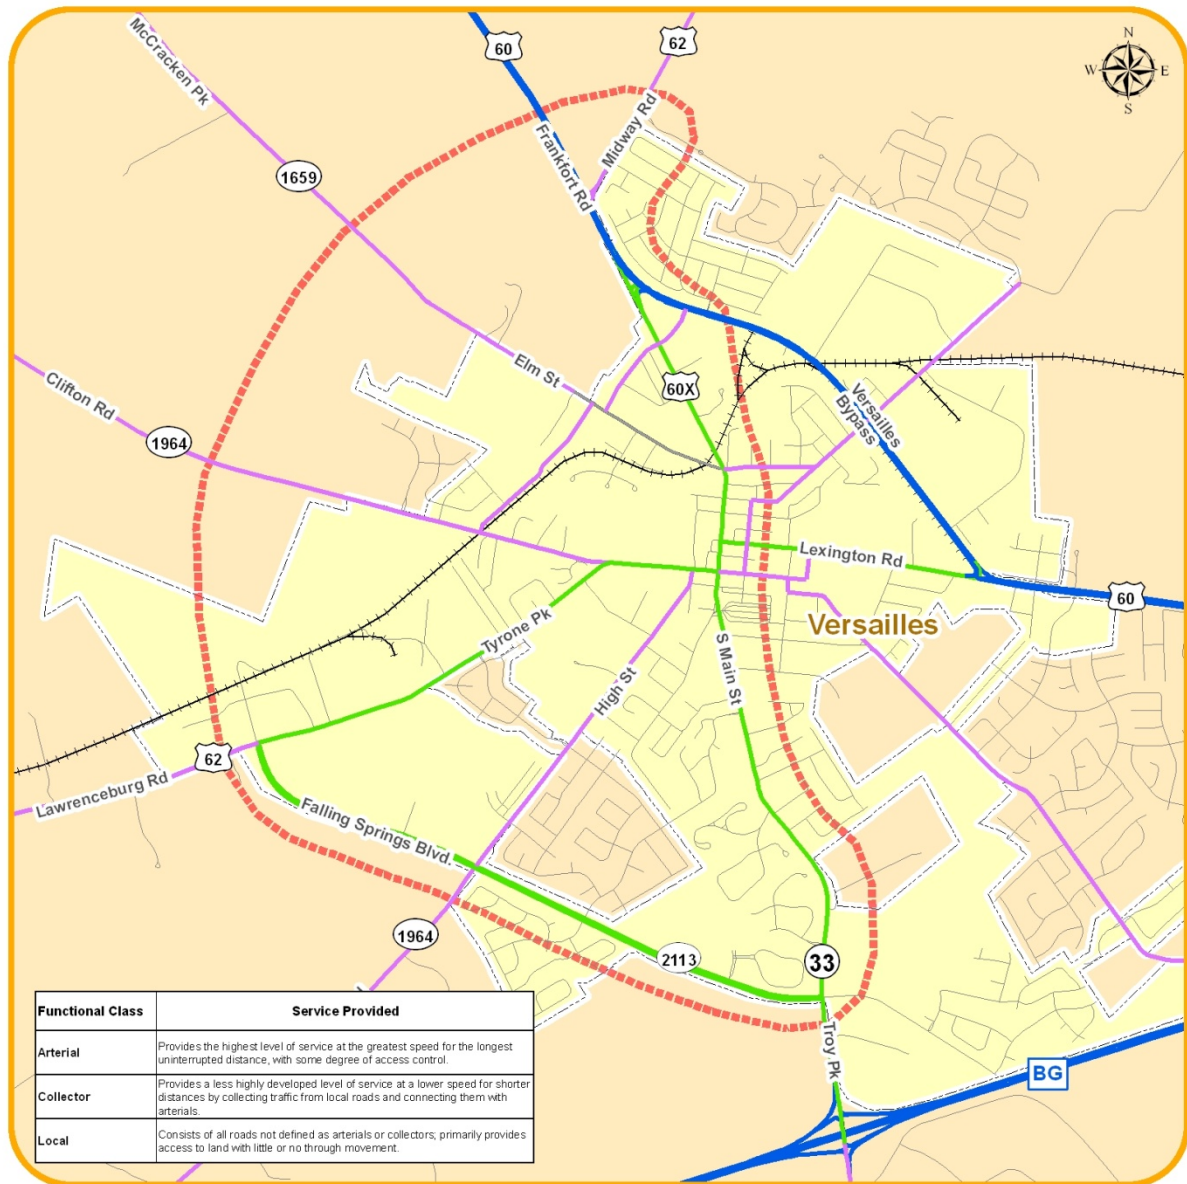 McCracken Pk
60
62
N
W
E
S
Midway Rd
Frankfort Rd
1659
Elm St
60X
Clifton Rd
1964
Versailles
Bypass
Lexington Rd
60
Versailles
Tyrone Pk
S Main St
High St
62
Lawrenceburg Rd
Falling Springs Blvd.
1964
2113
33
Troy Pk
BG
Functional Class
Service Provided
Arterial
Provides the highest level of service at the greatest speed for the longest
uninterrupted distance, with some degree of access control.
Collector
Provides a less highly developed level of service at a lower speed for shorter
distances by collecting traffic from local roads and connecting them with
arterials.
Local
Consists of all roads not defined as arterials or collectors; primarily provides
access to land with little or no through movement.